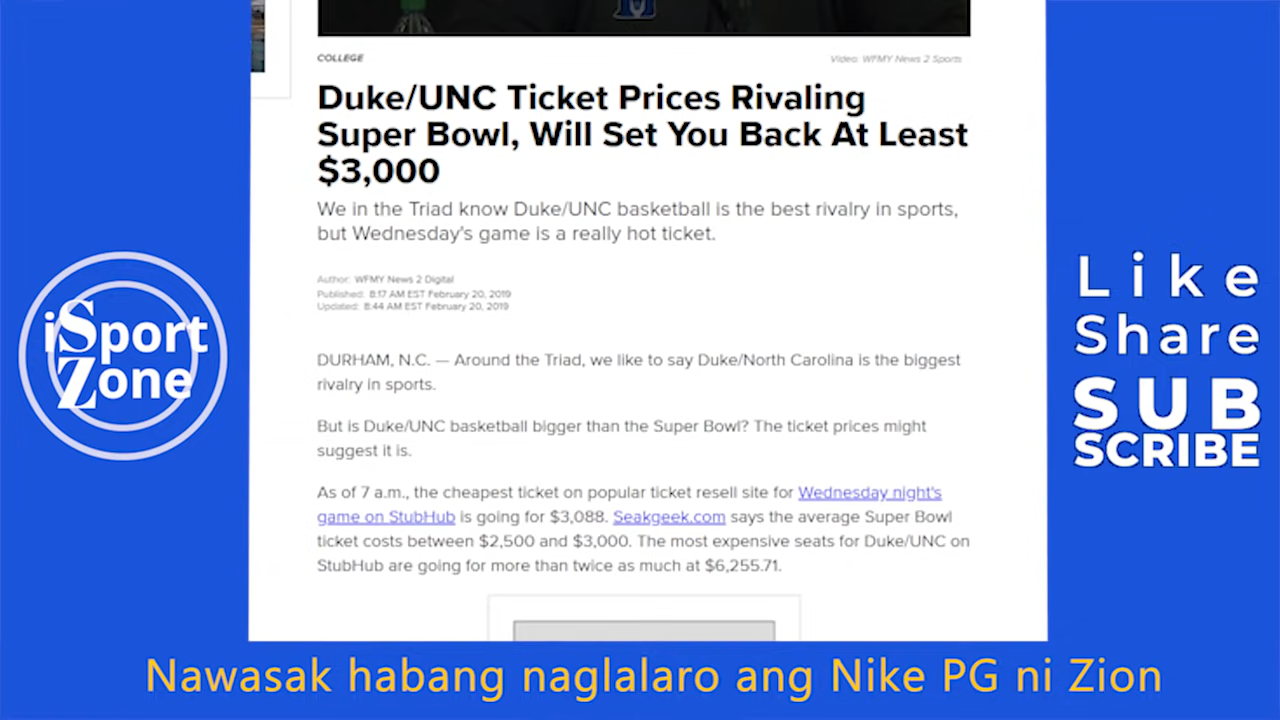 COLLEGE
Video: WFMY News 2 Sports
Duke/UNC Ticket Prices Rivaling
Super Bowl, Will Set You Back At Least
$3,000
We in the Triad know Duke/UNC basketball is the best rivalry in sports,
but Wednesday's game is a really hot ticket.
Author: WFMY News 2 Digital
Published: 8:17 AM EST February 20, 2019
Updated: 8:44 AM EST February 20, 2019
DURHAM, N.C. — Around the Triad, we like to say Duke/North Carolina is the biggest
rivalry in sports.
But is Duke/UNC basketball bigger than the Super Bowl? The ticket prices might
suggest it is.
As of 7 a.m., the cheapest ticket on popular ticket resell site for Wednesday night's
game on StubHub is going for $3,088. Seakgeek.com says the average Super Bowl
ticket costs between $2,500 and $3,000. The most expensive seats for Duke/UNC on
StubHub are going for more than twice as much at $6,255.71.
iSport
Zone
Like
Share
SUB
SCRIBE
Nawasak habang naglalaro ang Nike PG ni Zion